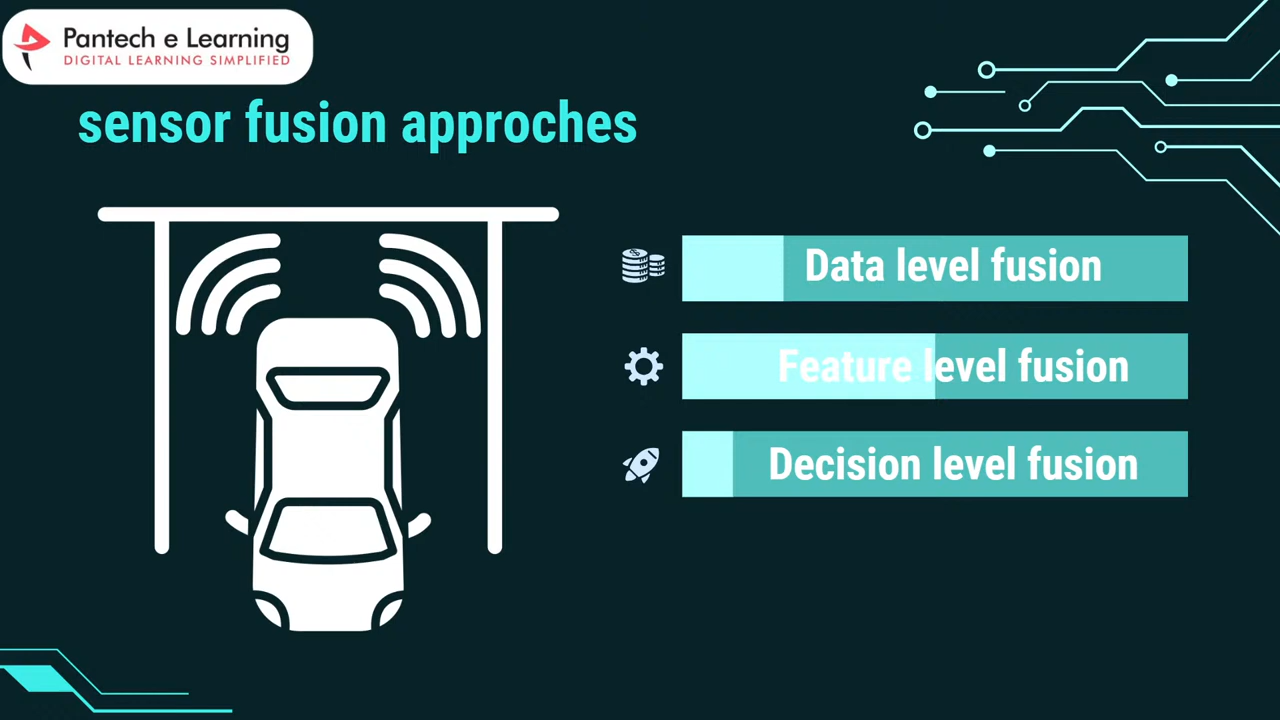 Pantech e Learning
DIGITAL LEARNING SIMPLIFIED
sensor fusion approches
Data level fusion
Feature level fusion
Decision level fusion